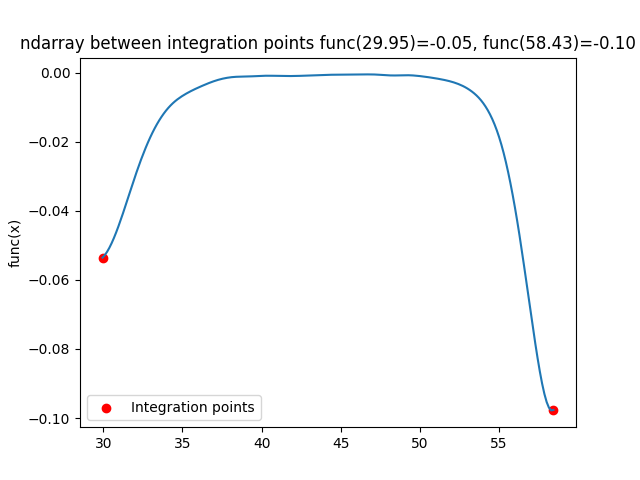 ndarray between integration points func(29.95)=-0.05, func(58.43)=-0.10
0.00
−0.02
−0.04
−0.06
−0.08
−0.10
func(x)
Integration points
30 35 40 45 50 55